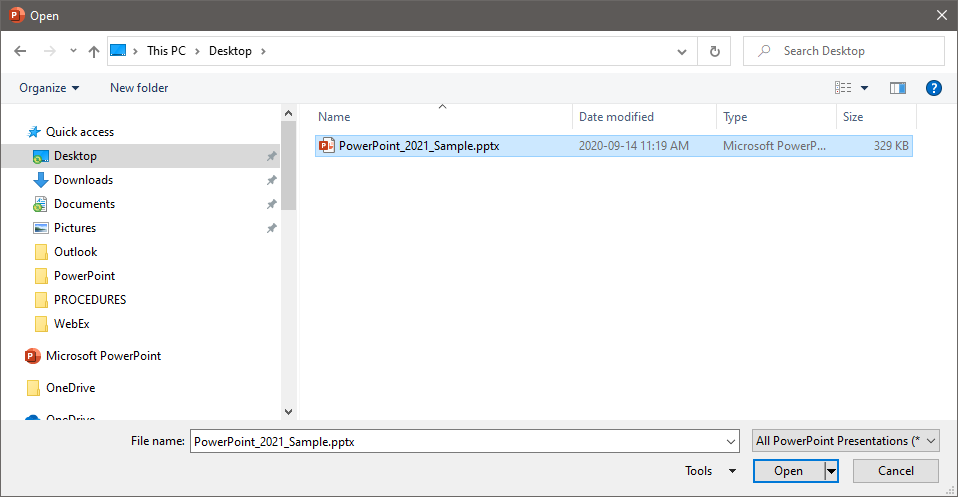 Open
This PC > Desktop >
Search Desktop
Organize
New folder
Name
Date modified
Type
Size
PowerPoint_2021_Sample.pptx
2020-09-14 11:19 AM
Microsoft PowerP...
329 KB
Quick access
Desktop
Downloads
Documents
Pictures
Outlook
PowerPoint
PROCEDURES
WebEx
Microsoft PowerPoint
OneDrive
OneDrive
File name:
PowerPoint_2021_Sample.pptx
All PowerPoint Presentations (*
Tools
Open
Cancel